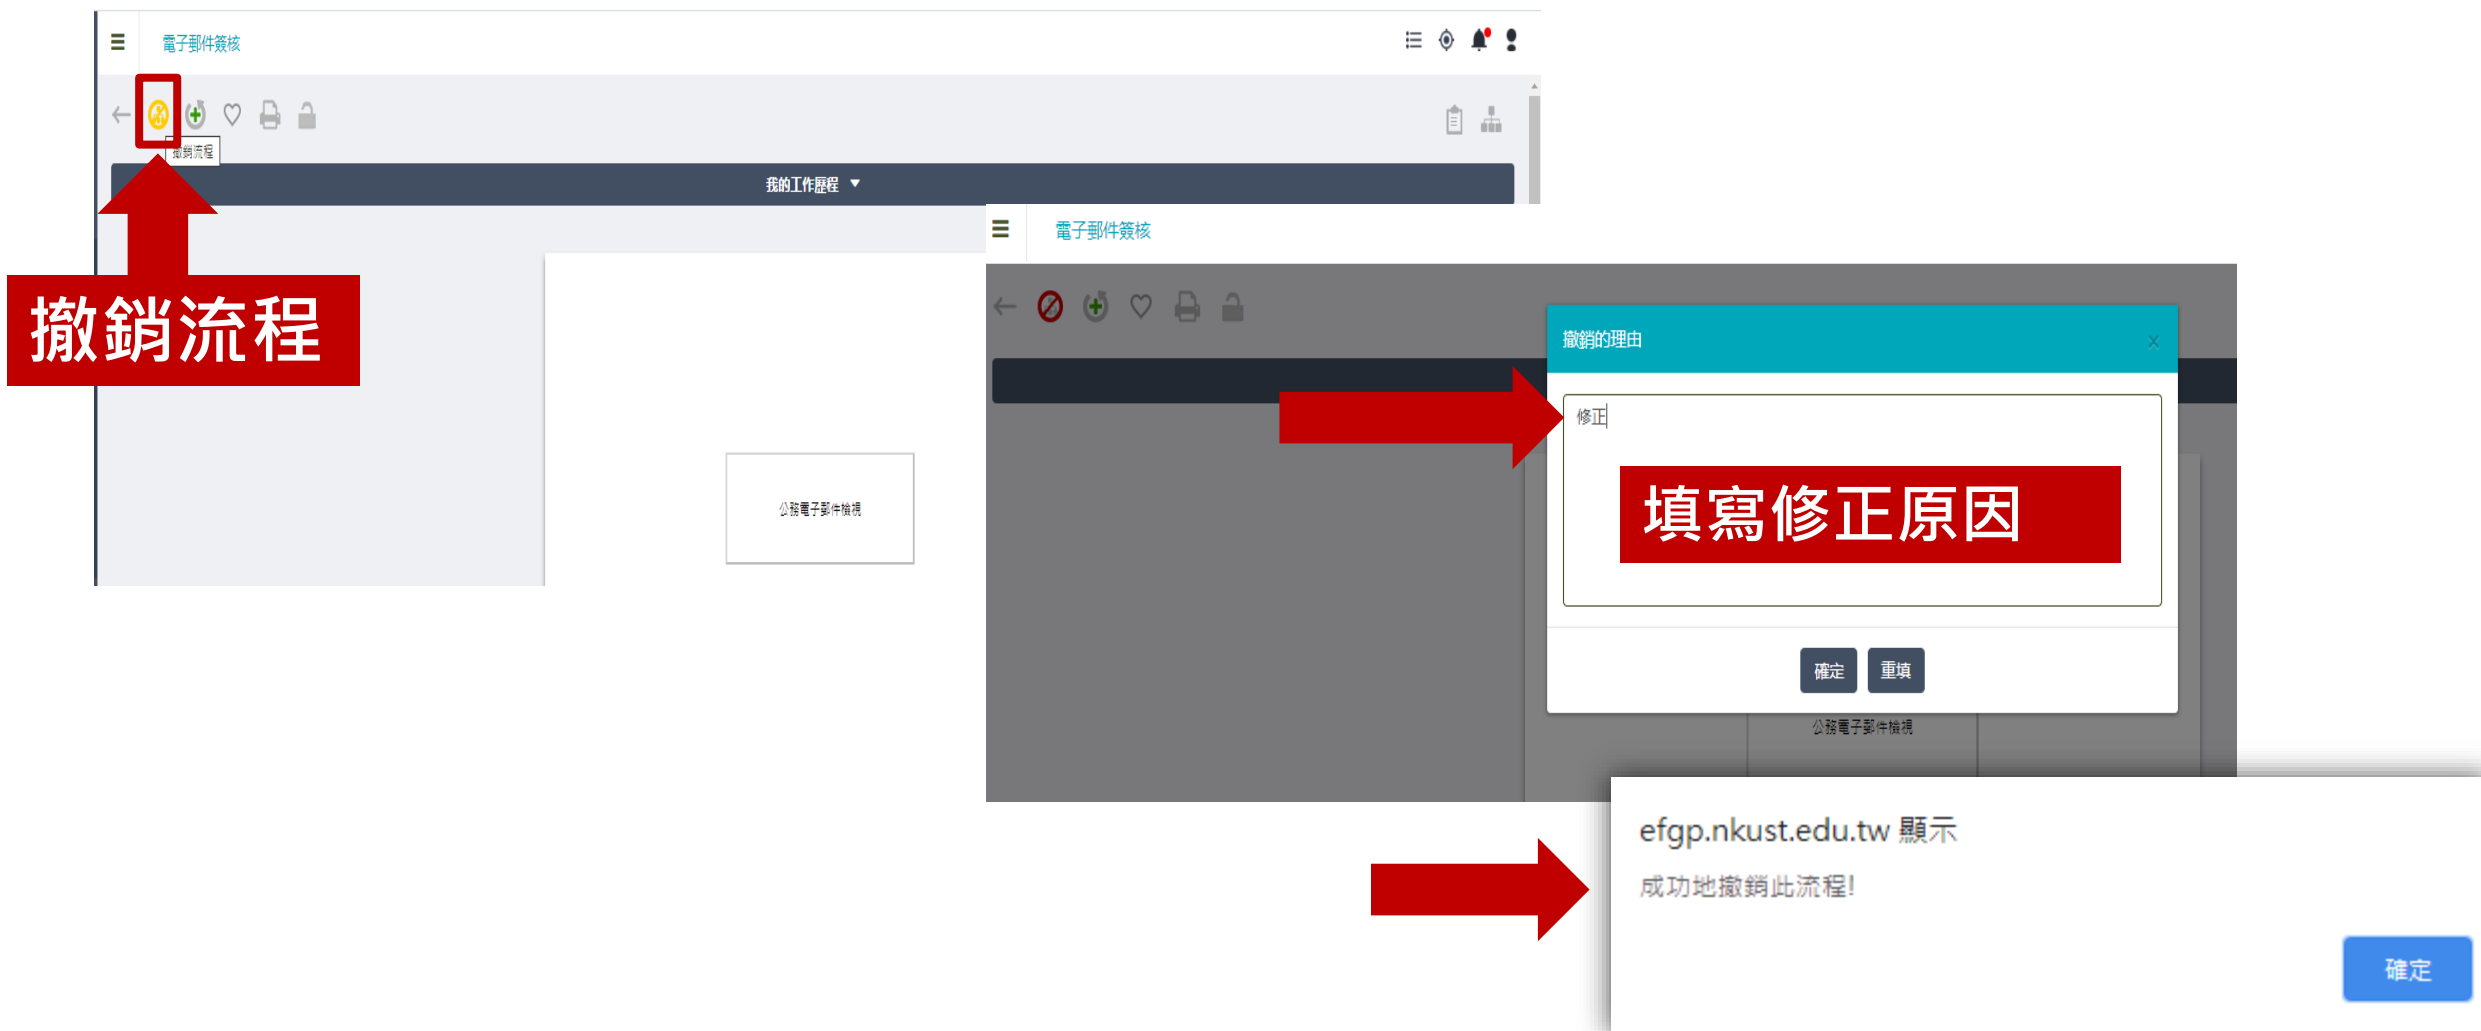 電子郵件簽核
撤銷流程
我的工作歷程
撤銷流程
公務電子郵件檢視
電子郵件簽核
撤銷的理由
x
修正
填寫修正原因
確定 重填
公務電子郵件檢視
efgp.nkust.edu.tw 顯示
成功地撤銷此流程!
確定